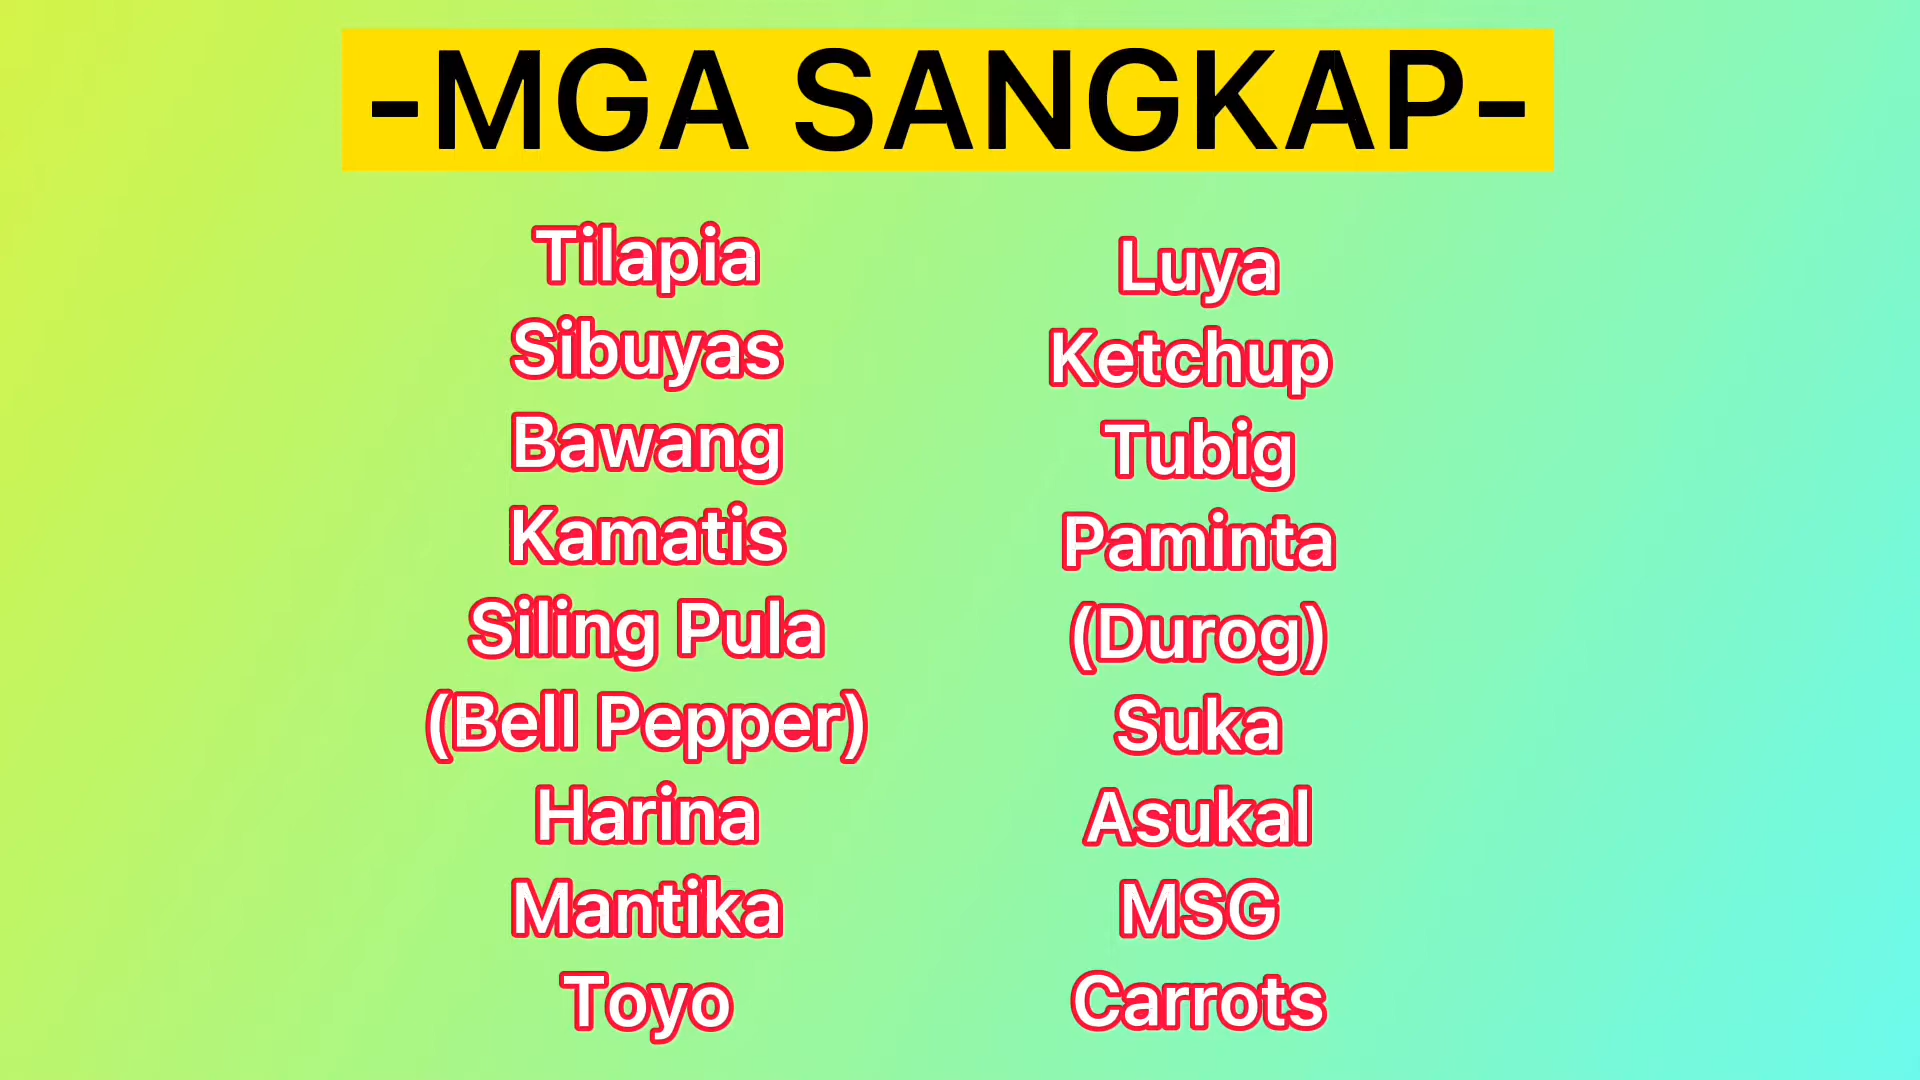 -MGA SANGKAP-
Tilapia
Sibuyas
Bawang
Kamatis
Siling Pula
(Bell Pepper)
Harina
Mantika
Toyo
Luya
Ketchup
Tubig
Paminta
(Durog)
Suka
Asukal
MSG
Carrots